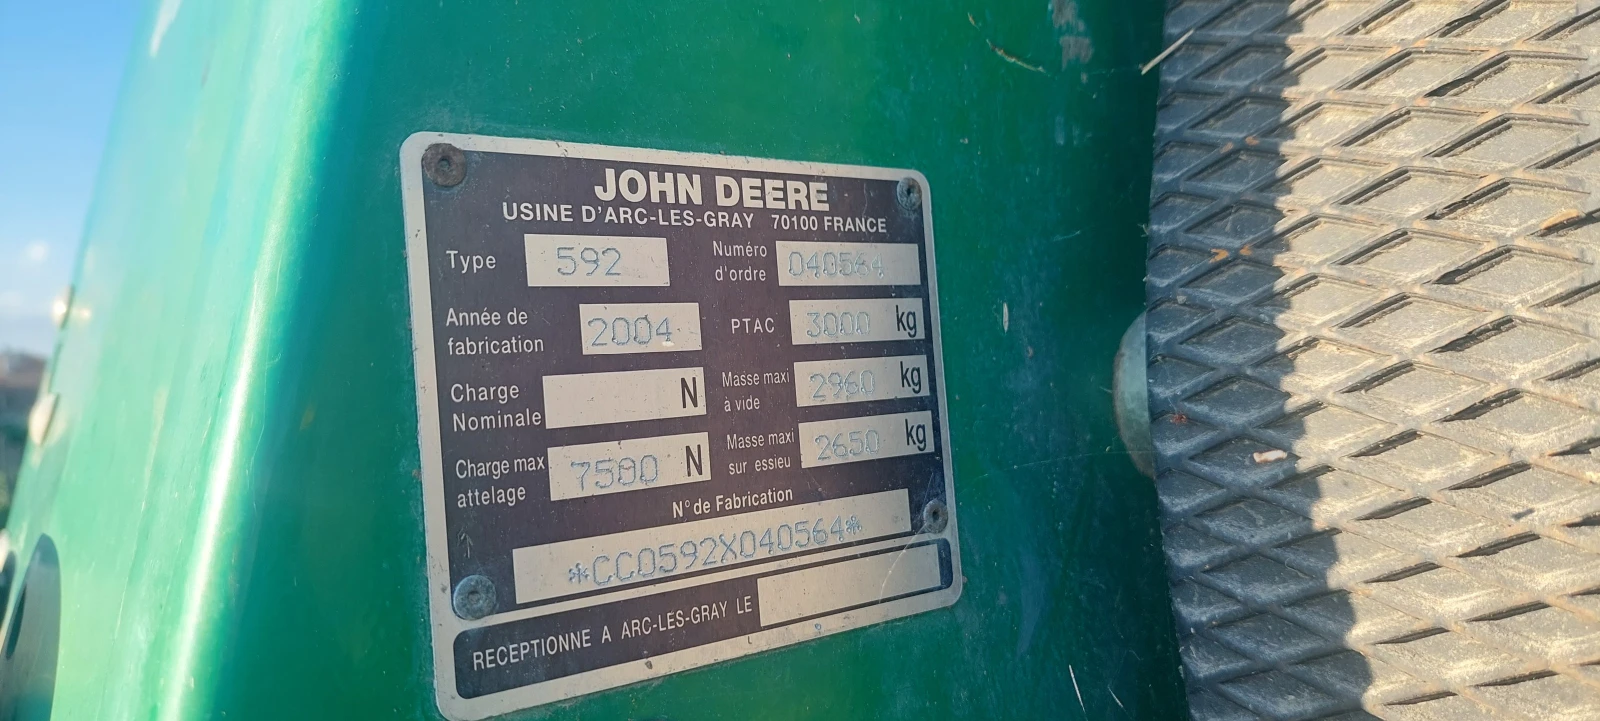 JOHN DEERE
USINE D'ARC-LES-GRAY 70100 FRANCE
Type 592
Numéro d'ordre 040564
Année de fabrication 2004
PTAC 3000 kg
Charge Nominale N
Masse maxi à vide 2960 kg
Charge max attelage 7500 N
Masse maxi sur essieu 2650 kg
N° de Fabrication
*CC0592X040564*
RECEPTIONNE A ARC-LES-GRAY LE